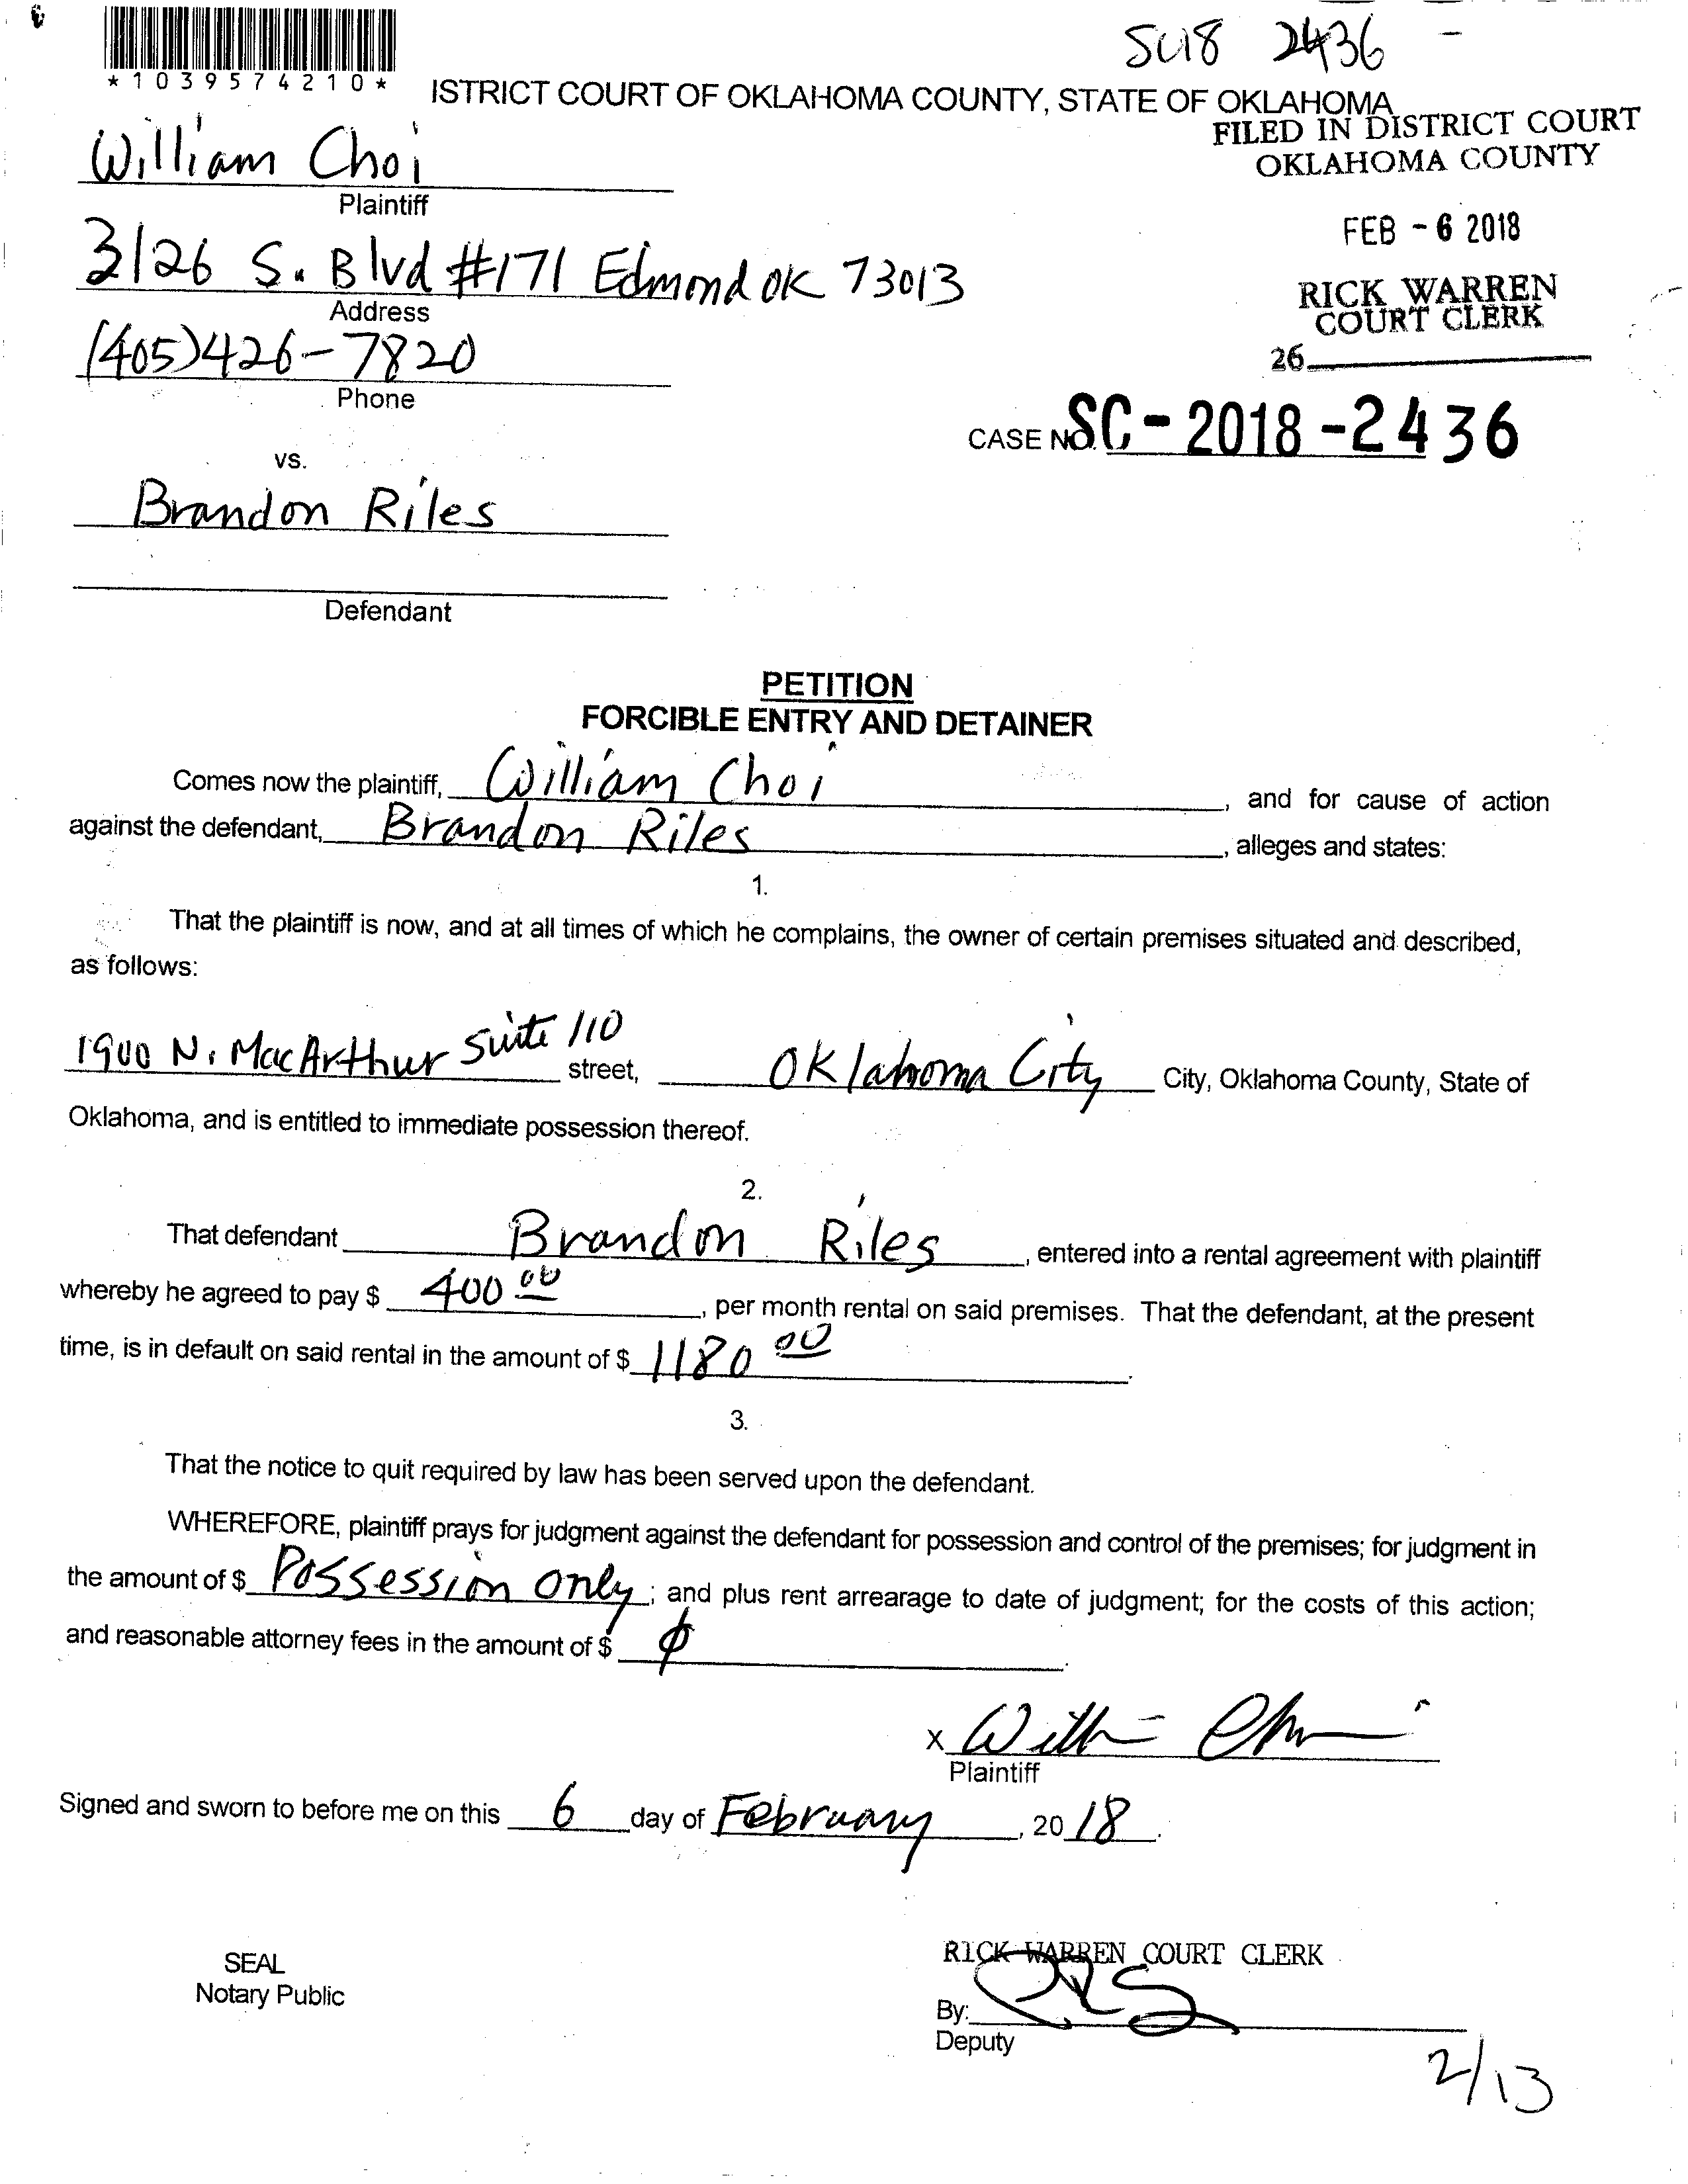 SC18 2436 -
*1039574210*
ISTRICT COURT OF OKLAHOMA COUNTY, STATE OF OKLAHOMA
FILED IN DISTRICT COURT
OKLAHOMA COUNTY
William Choi
Plaintiff
FEB - 6 2018
3126 S. Blvd #171 Edmond OK 73013
Address
RICK WARREN
COURT CLERK
(405)426-7820
26
Phone
CASE NO. SC-2018-2436
vs.
Brandon Riles
Defendant
PETITION
FORCIBLE ENTRY AND DETAINER
Comes now the plaintiff, William Choi, and for cause of action
against the defendant, Brandon Riles, alleges and states:
1.
That the plaintiff is now, and at all times of which he complains, the owner of certain premises situated and described,
as follows:
1900 N. MacArthur Suite 110 street, Oklahoma City City, Oklahoma County, State of
Oklahoma, and is entitled to immediate possession thereof.
2.
That defendant Brandon Riles, entered into a rental agreement with plaintiff
whereby he agreed to pay $ 400 00, per month rental on said premises. That the defendant, at the present
time, is in default on said rental in the amount of $ 1180 00.
3.
That the notice to quit required by law has been served upon the defendant.
WHEREFORE, plaintiff prays for judgment against the defendant for possession and control of the premises; for judgment in
the amount of $ Possession only; and plus rent arrearage to date of judgment; for the costs of this action;
and reasonable attorney fees in the amount of $ φ.
X
Plaintiff
Signed and sworn to before me on this 6 day of February, 20 18.
SEAL
Notary Public
RICK WARREN COURT CLERK
By:
Deputy
2/13